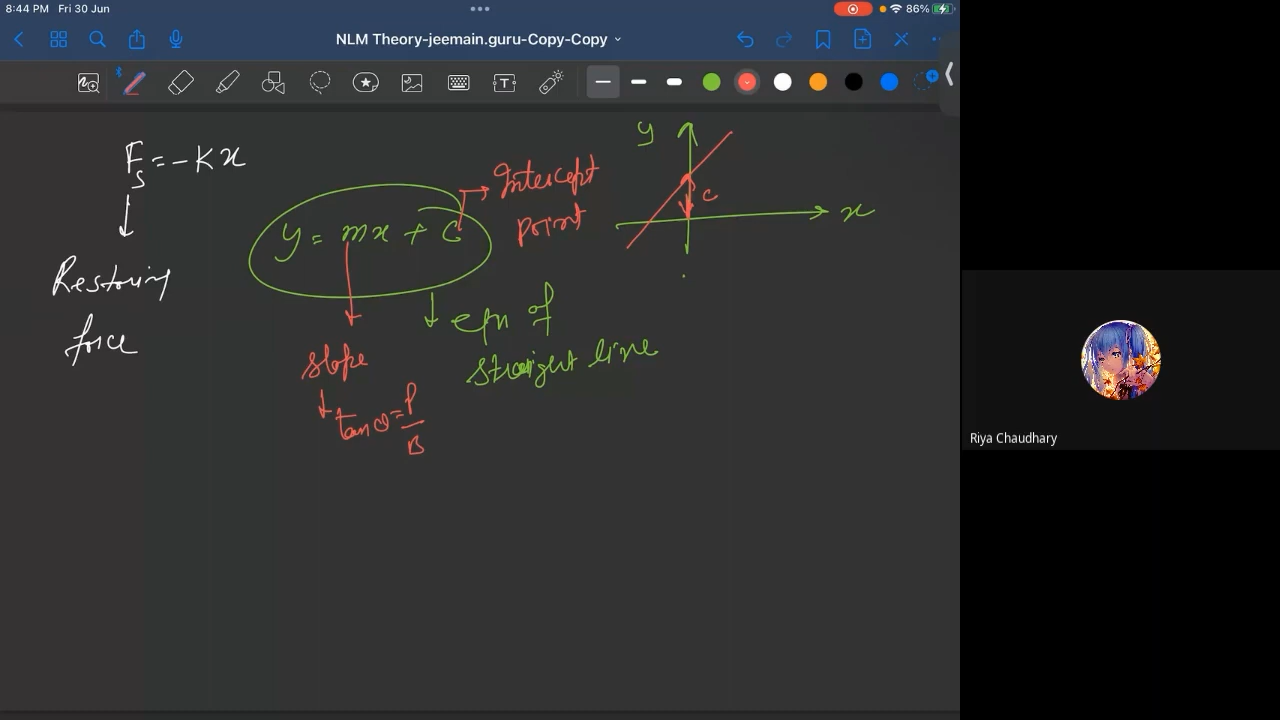 8:44 PM Fri 30 Jun
86%
NLM Theory-jeemain.guru-Copy-Copy
Fs = -Kx
Restoring
force
y = mx + C
Intercept
point
slope
tanθ = P/B
eqn of
straight line
y
x
c
Riya Chaudhary